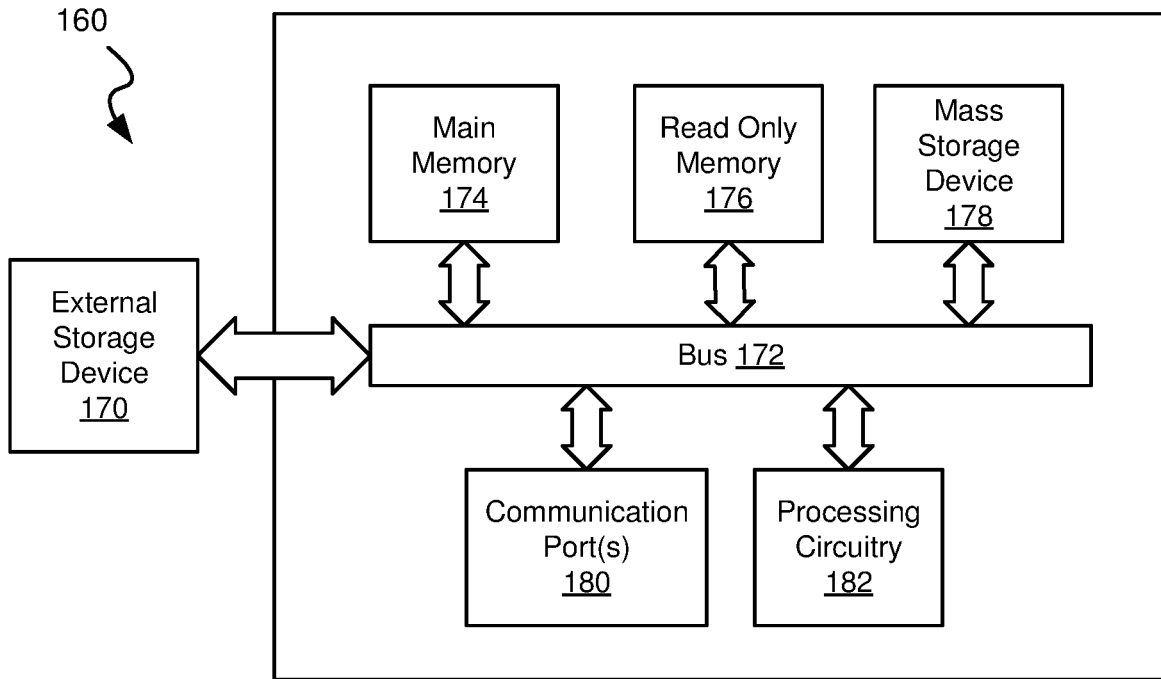 160
Main
Memory
174
Read Only
Memory
176
Mass
Storage
Device
178
External
Storage
Device
170
Bus 172
Communication
Port(s)
180
Processing
Circuitry
182